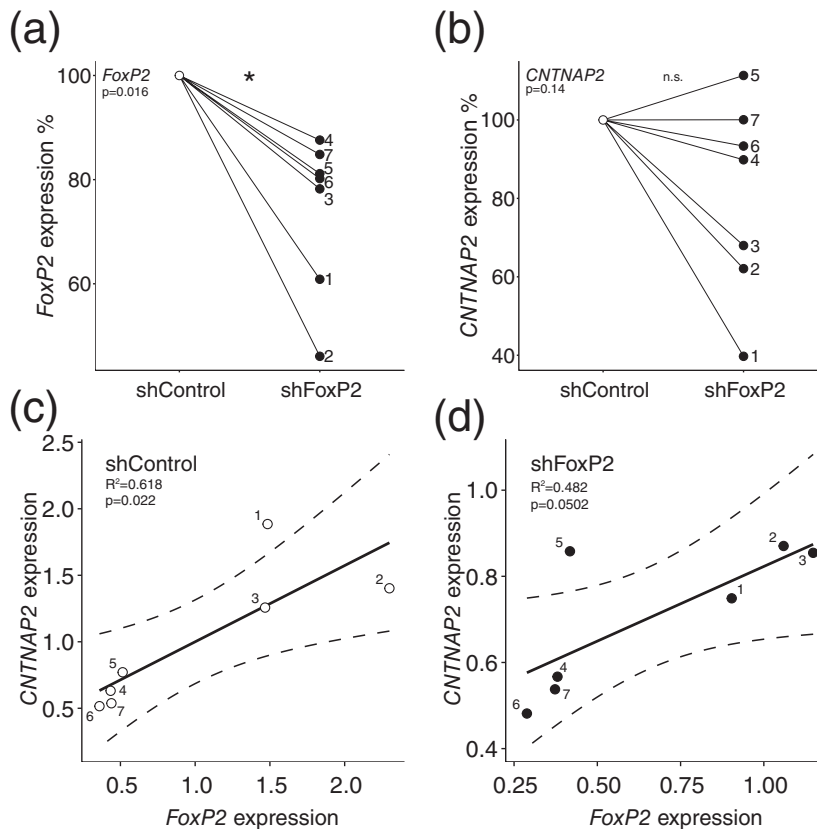 (a)
FoxP2
p=0.016
*
FoxP2 expression %
100
80
60
4
7
5
6
3
1
2
shControl
shFoxP2
(b)
CNTNAP2
p=0.14
n.s.
CNTNAP2 expression %
100
80
60
40
5
7
6
4
3
2
1
shControl
shFoxP2
(c)
shControl
R²=0.618
p=0.022
CNTNAP2 expression
2.5
2.0
1.5
1.0
0.5
1
2
3
5
4
6
7
0.5
1.0
1.5
2.0
FoxP2 expression
(d)
shFoxP2
R²=0.482
p=0.0502
CNTNAP2 expression
1.0
0.8
0.6
0.4
5
2
3
1
4
7
6
0.25
0.50
0.75
1.00
FoxP2 expression